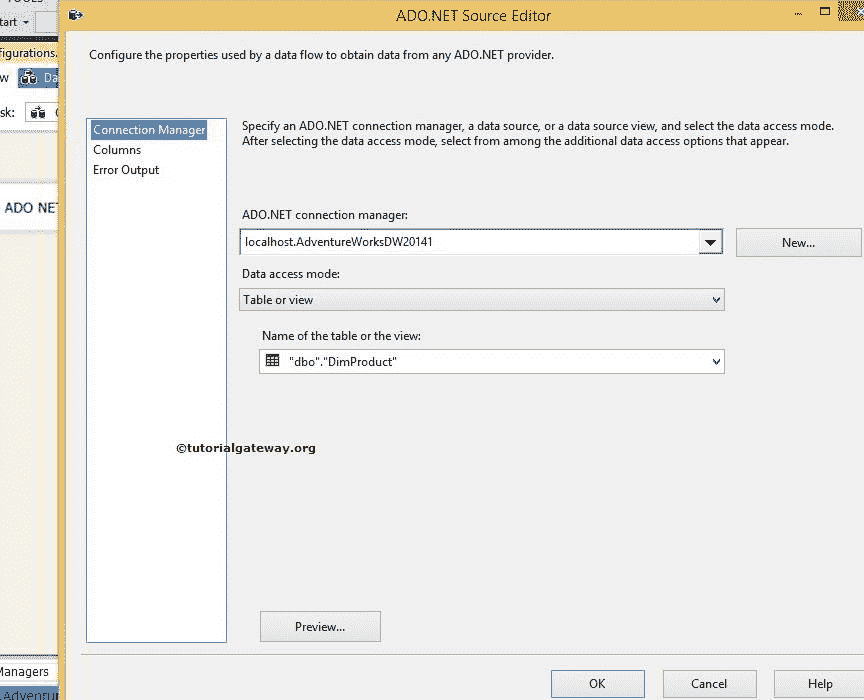 TOOLS
tart
ADO.NET Source Editor
figurations.
Configure the properties used by a data flow to obtain data from any ADO.NET provider.
w
Da
sk:
Connection Manager
Columns
Error Output
Specify an ADO.NET connection manager, a data source, or a data source view, and select the data access mode.
After selecting the data access mode, select from among the additional data access options that appear.
ADO NET
ADO.NET connection manager:
localhost.AdventureWorksDW20141
New...
Data access mode:
Table or view
Name of the table or the view:
"dbo"."DimProduct"
©tutorialgateway.org
Preview...
Managers
.Adventur
OK
Cancel
Help